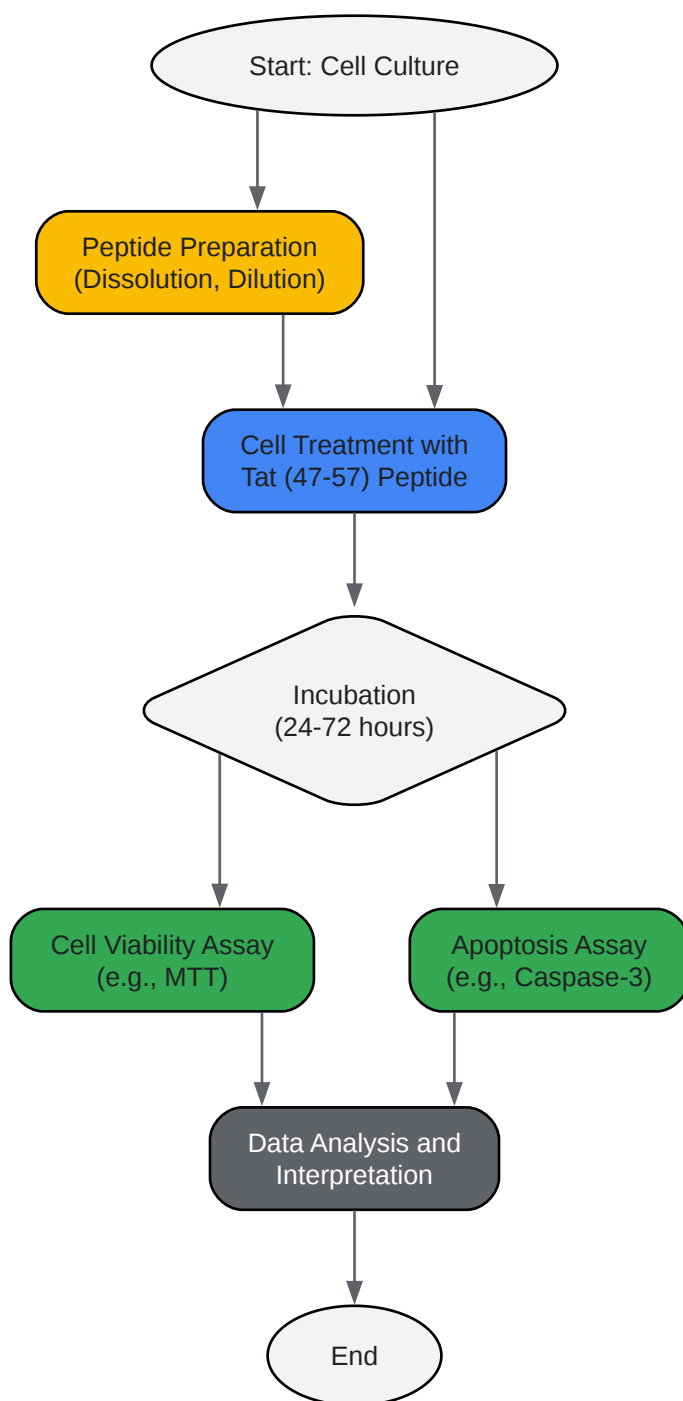 Start: Cell Culture
Peptide Preparation
(Dissolution, Dilution)
Cell Treatment with
Tat (47-57) Peptide
Incubation
(24-72 hours)
Cell Viability Assay
(e.g., MTT)
Apoptosis Assay
(e.g., Caspase-3)
Data Analysis and
Interpretation
End